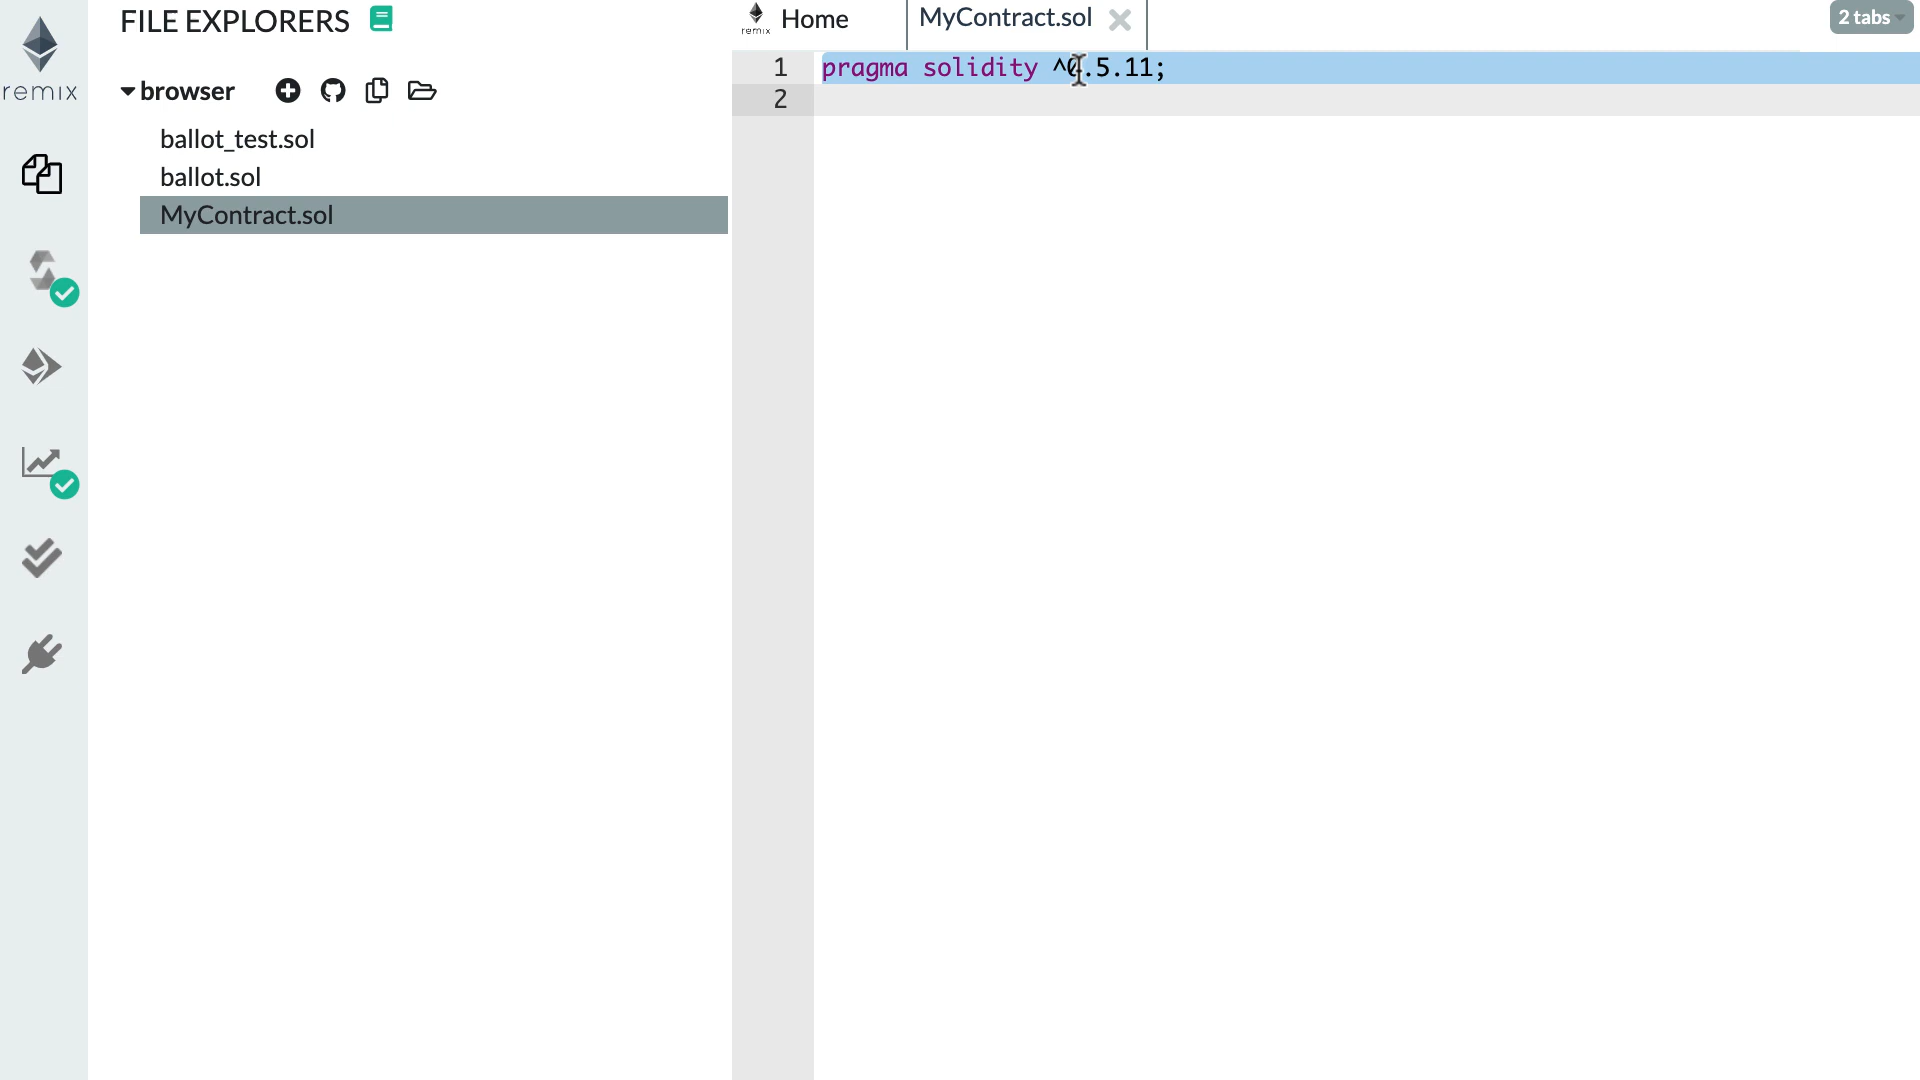 remix
FILE EXPLORERS
browser
ballot_test.sol
ballot.sol
MyContract.sol
remix
Home
MyContract.sol
2 tabs
1 pragma solidity ^0.5.11;
2